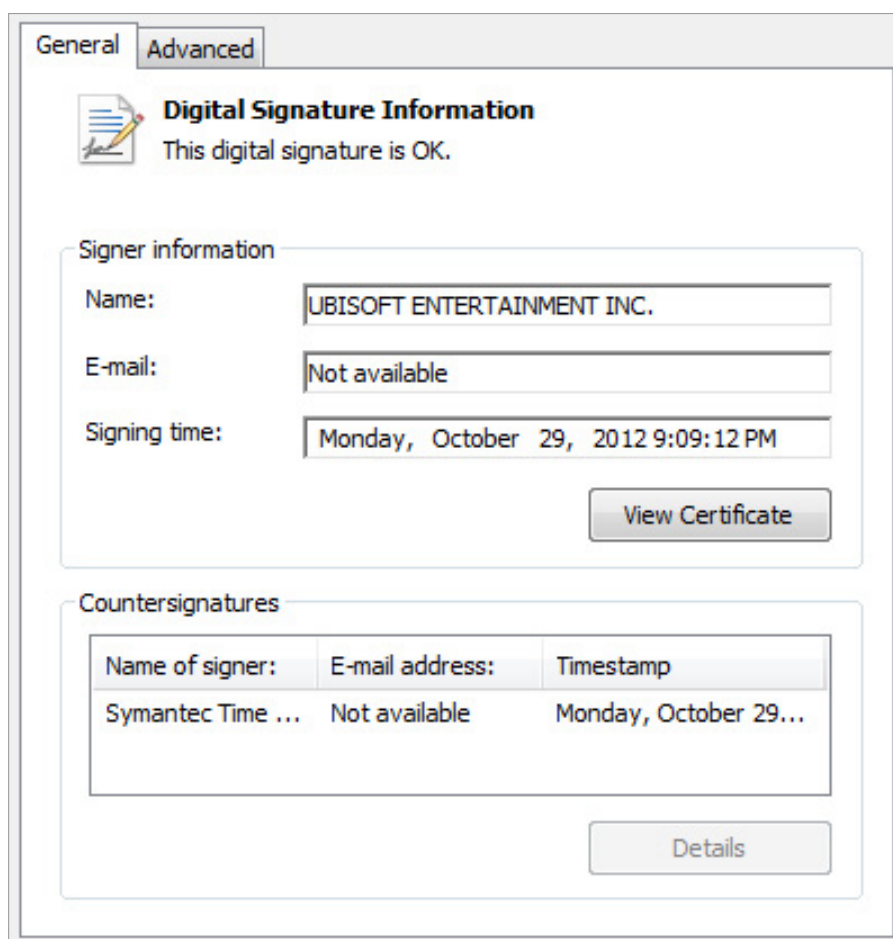 General Advanced
Digital Signature Information
This digital signature is OK.
Signer information
Name: UBISOFT ENTERTAINMENT INC.
E-mail: Not available
Signing time: Monday, October 29, 2012 9:09:12 PM
View Certificate
Countersignatures
Name of signer: E-mail address: Timestamp
Symantec Time ... Not available Monday, October 29...
Details